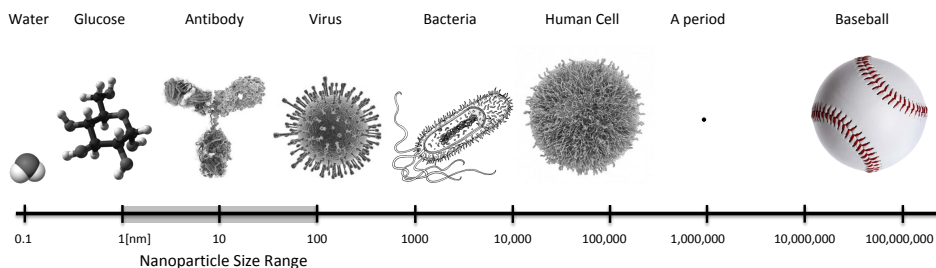 Water Glucose Antibody Virus Bacteria Human Cell A period Baseball
0.1 1[nm] 10 100 1000 10,000 100,000 1,000,000 10,000,000 100,000,000
Nanoparticle Size Range